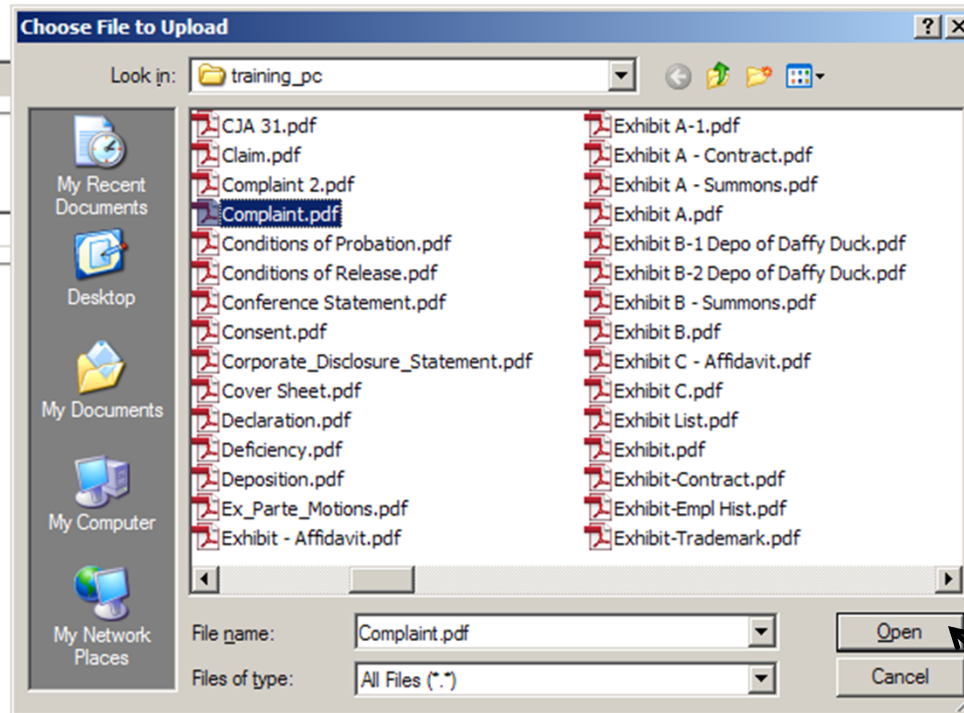 Choose File to Upload
Look in: training_pc
My Recent
Documents
Desktop
My Documents
My Computer
My Network
Places
CJA 31.pdf
Claim.pdf
Complaint 2.pdf
Complaint.pdf
Conditions of Probation.pdf
Conditions of Release.pdf
Conference Statement.pdf
Consent.pdf
Corporate_Disclosure_Statement.pdf
Cover Sheet.pdf
Declaration.pdf
Deficiency.pdf
Deposition.pdf
Ex_Parte_Motions.pdf
Exhibit - Affidavit.pdf
Exhibit A-1.pdf
Exhibit A - Contract.pdf
Exhibit A - Summons.pdf
Exhibit A.pdf
Exhibit B-1 Depo of Daffy Duck.pdf
Exhibit B-2 Depo of Daffy Duck.pdf
Exhibit B - Summons.pdf
Exhibit B.pdf
Exhibit C - Affidavit.pdf
Exhibit C.pdf
Exhibit List.pdf
Exhibit.pdf
Exhibit-Contract.pdf
Exhibit-Empl Hist.pdf
Exhibit-Trademark.pdf
File name: Complaint.pdf Open
Files of type: All Files (*.*) Cancel